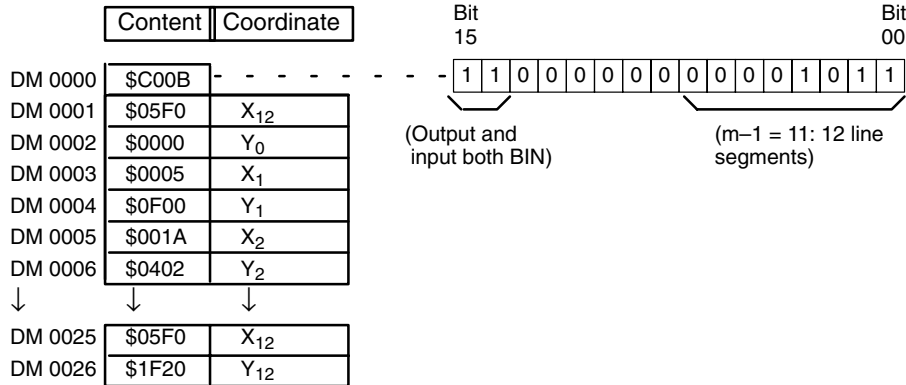 Content Coordinate
Bit 15 Bit 00
DM 0000 $C00B 1 1 0 0 0 0 0 0 0 0 0 0 1 0 1 1
DM 0001 $05F0 X12
DM 0002 $0000 Y0
DM 0003 $0005 X1
DM 0004 $0F00 Y1
DM 0005 $001A X2
DM 0006 $0402 Y2
↓ ↓ ↓
DM 0025 $05F0 X12
DM 0026 $1F20 Y12
(Output and
input both BIN)
(m–1 = 11: 12 line
segments)